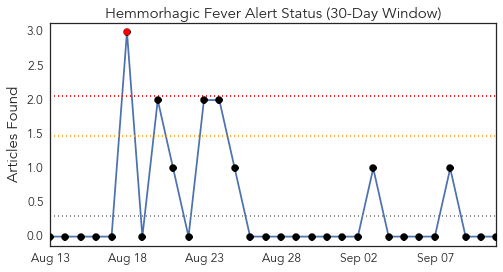 Hemmorhagic Fever Alert Status (30-Day Window)
Articles Found
3.0
2.5
2.0
1.5
1.0
0.5
0.0
Aug 13 Aug 18 Aug 23 Aug 28 Sep 02 Sep 07